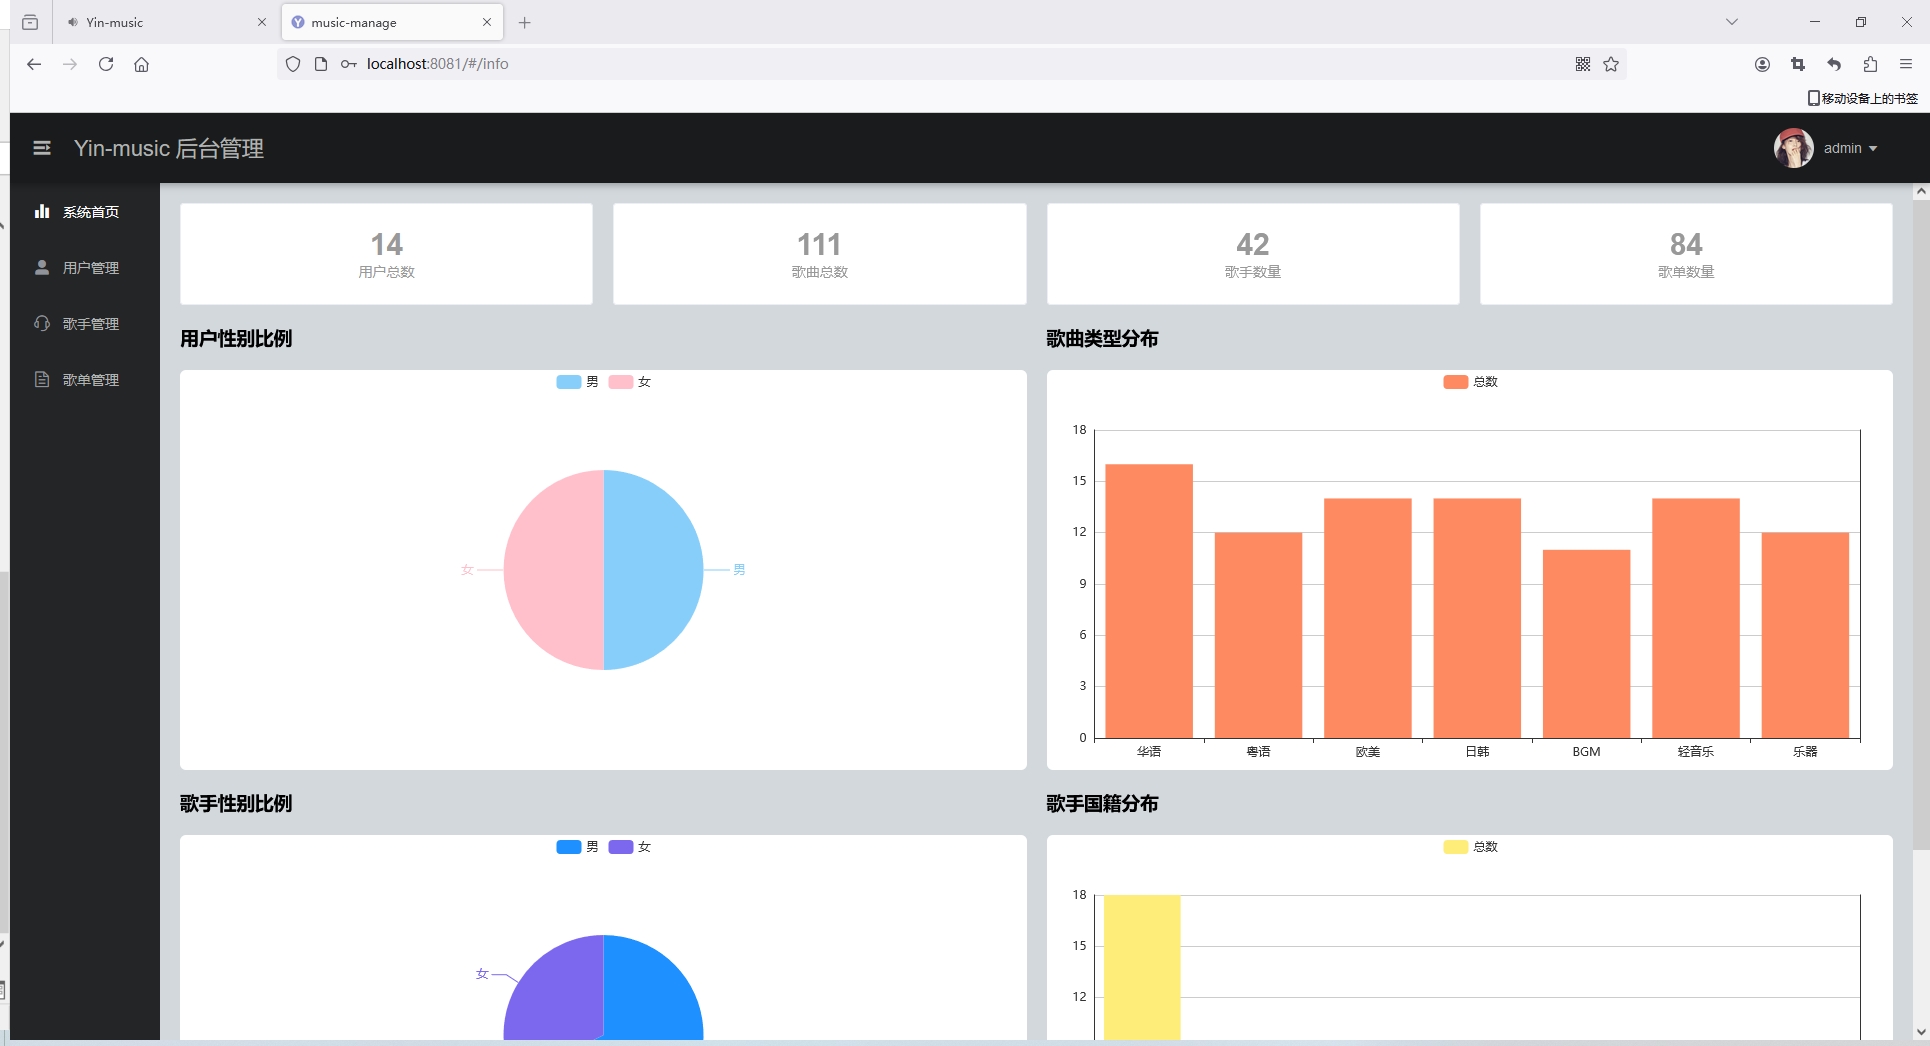 Yin-music
music-manage
localhost:8081/#/info
移动设备上的书签
Yin-music 后台管理
admin
系统首页
用户管理
歌手管理
歌单管理
14
用户总数
111
歌曲总数
42
歌手数量
84
歌单数量
用户性别比例
男 女
女
男
歌曲类型分布
总数
18
15
12
9
6
3
0
华语 粤语 欧美 日韩 BGM 轻音乐 乐器
歌手性别比例
男 女
女
歌手国籍分布
总数
18
15
12